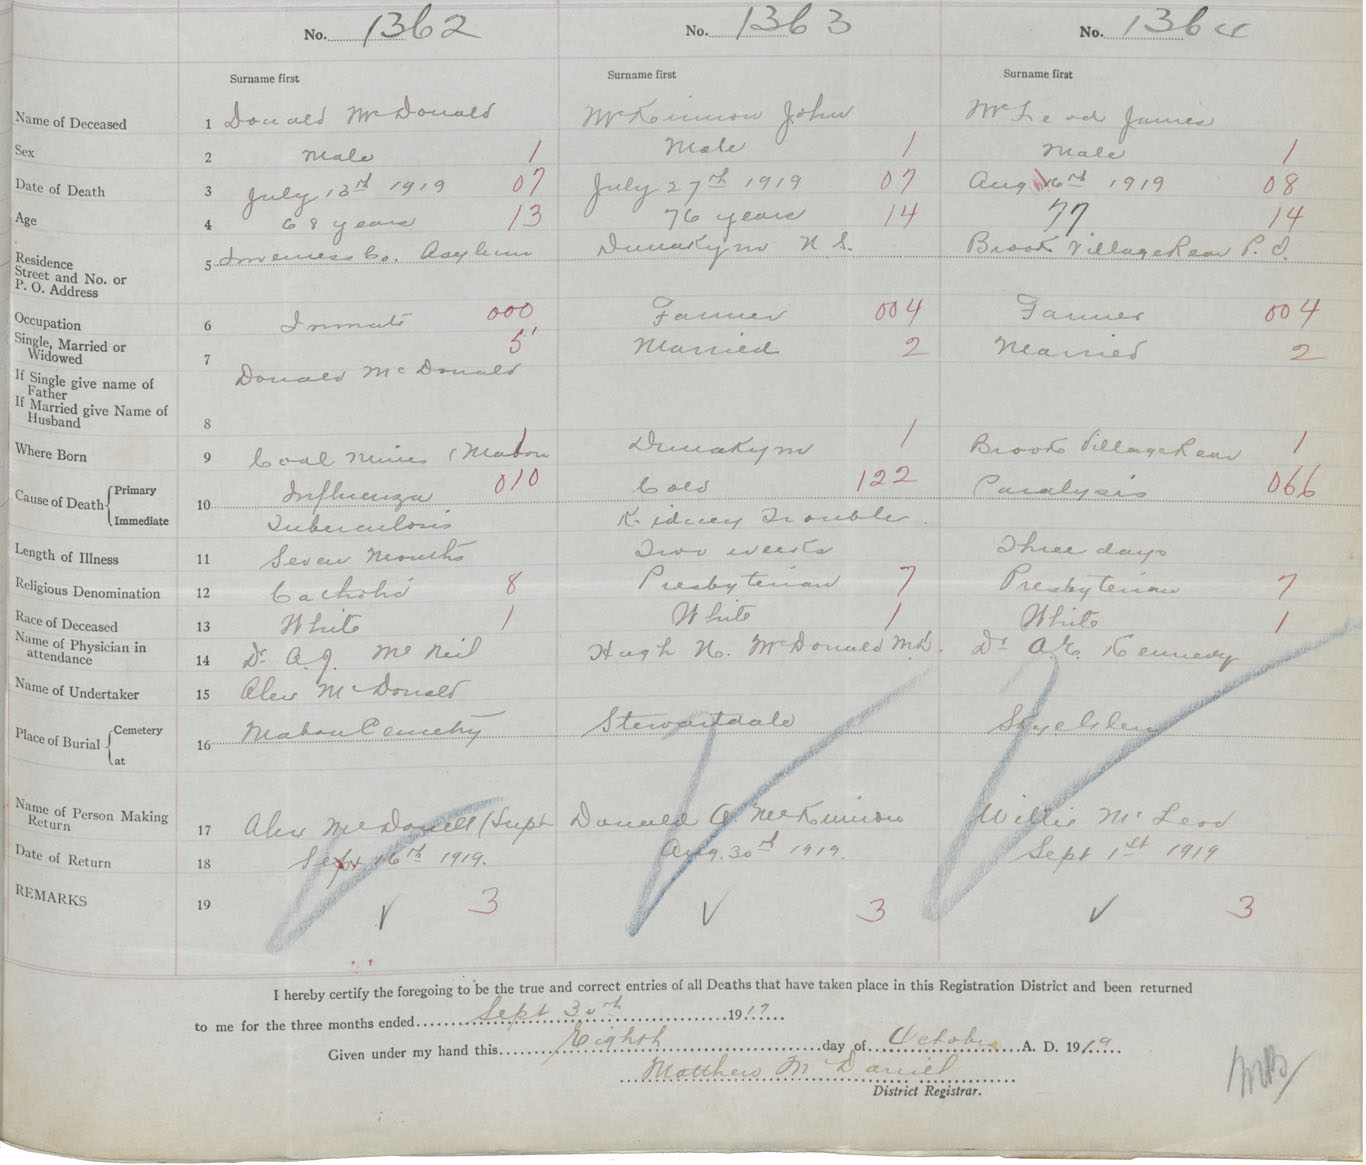 No. 1362 No. 1363 No. 1364
Surname first Surname first Surname first
Name of Deceased 1 Donald McDonald McKinnon John McLeod James
Sex 2 Male 1 Male 1 Male 1
Date of Death 3 July 13th 1919 07 July 27th 1919 07 Aug 6th 1919 08
Age 4 68 years 13 76 years 14 77 14
Residence
Street and No. or
P. O. Address
5 Inverness Co. Asylum Dunakyn N S. Brook Village Rear P. O.
Occupation 6 Inmate 000 Farmer 004 Farmer 004
Single, Married or
Widowed 7 5 Married 2 Married 2
If Single give name of
Father
Donald McDonald
If Married give Name of
Husband 8
Where Born 9 Coal Mines (Mabou 1 Dunakyn 1 Brook Village Rear 1
Cause of Death Primary 10 Influenza 010 Cold 122 Paralysis 066
Immediate Tuberculosis Kidney Trouble.
Length of Illness 11 Seven Months Two weeks Three days
Religious Denomination 12 Catholic 8 Presbyterian 7 Presbyterian 7
Race of Deceased 13 White 1 White 1 White 1
Name of Physician in
attendance 14 Dr A. J. McNeil Hugh N. McDonald M.D. Dr A. E. Kennedy
Name of Undertaker 15 Alex McDonald
Place of Burial Cemetery 16 Mabou Cemetry Stewartdale Skye Glen
at
Name of Person Making
Return 17 Alex McDonell (Supt Donald A McKinnon Willie McLeod
Date of Return 18 Sept 16th 1919. Aug. 30th 1919. Sept 1st 1919
REMARKS 19 ✓ 3 ✓ 3 ✓ 3
I hereby certify the foregoing to be the true and correct entries of all Deaths that have taken place in this Registration District and been returned
to me for the three months ended Sept 30th 1919
Given under my hand this Eighth day of October A. D. 1919
Matthew McDaniel
District Registrar.